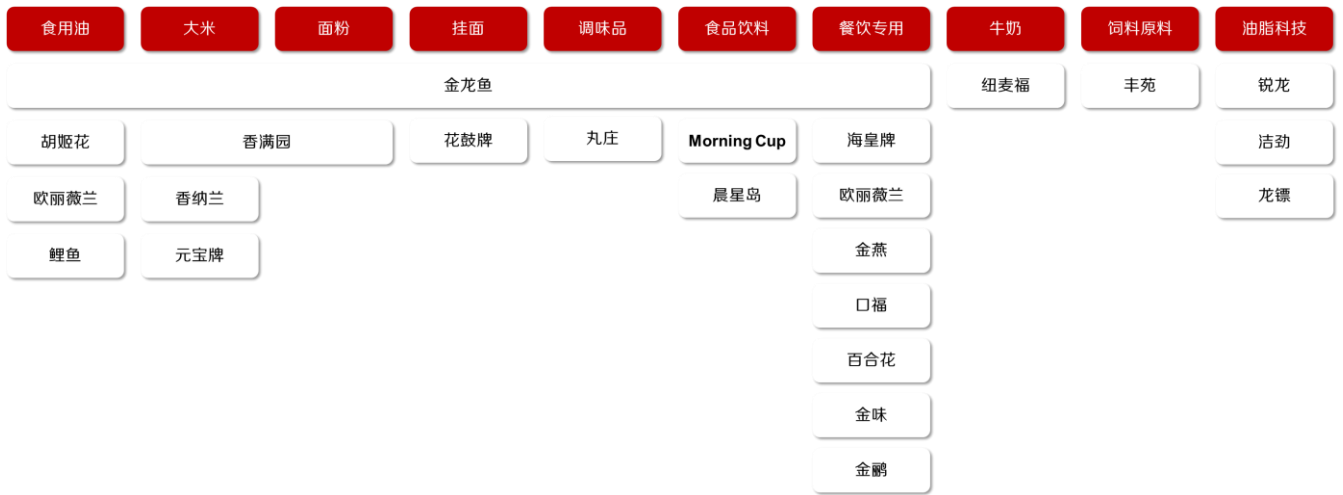 食用油 大米 面粉 挂面 调味品 食品饮料 餐饮专用 牛奶 饲料原料 油脂科技
金龙鱼 纽麦福 丰苑 锐龙
胡姬花 香满园 花鼓牌 丸庄 Morning Cup 海皇牌 洁劲
欧丽薇兰 香纳兰 晨星岛 欧丽薇兰 龙镖
鲤鱼 元宝牌 金燕
口福
百合花
金味
金鹂